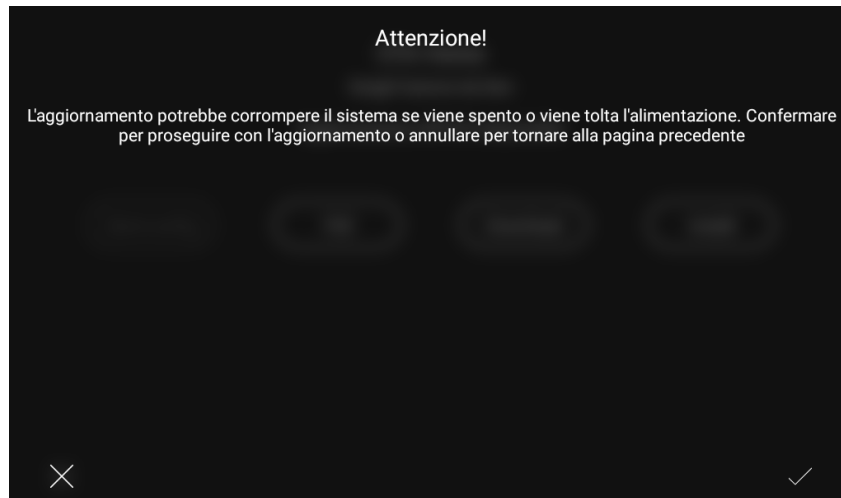 Attenzione!
L'aggiornamento potrebbe corrompere il sistema se viene spento o viene tolta l'alimentazione. Confermare
per proseguire con l'aggiornamento o annullare per tornare alla pagina precedente